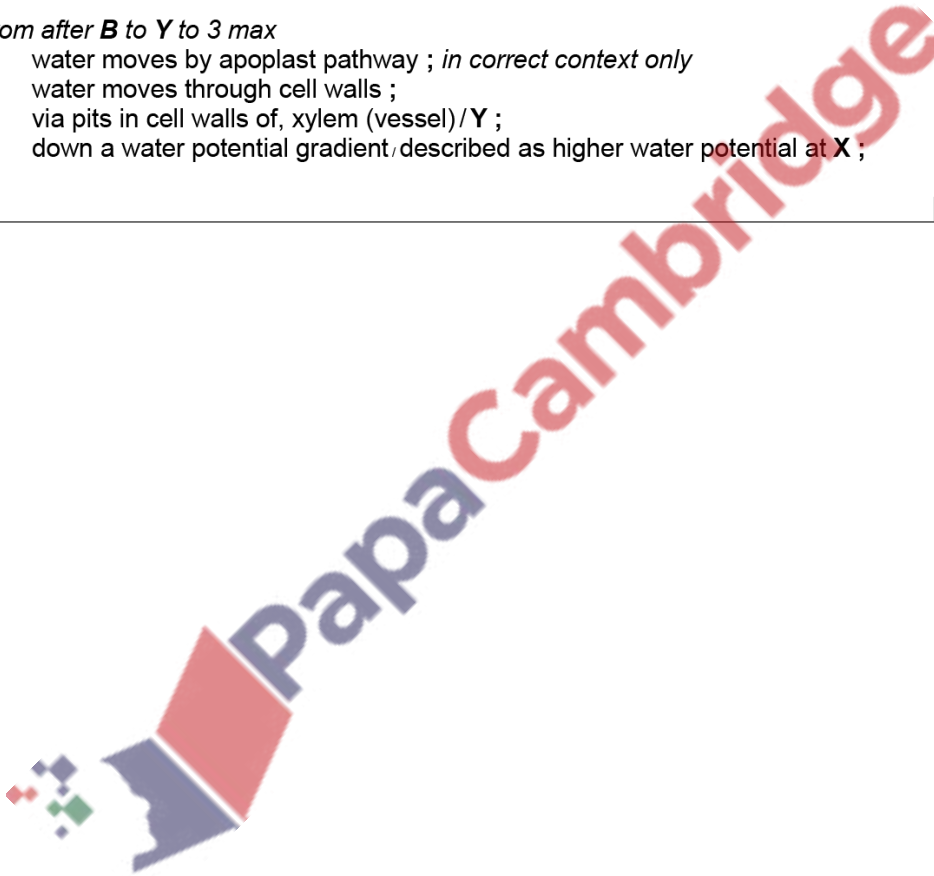 om after B to Y to 3 max
water moves by apoplast pathway ; in correct context only
water moves through cell walls ;
via pits in cell walls of, xylem (vessel)/Y ;
down a water potential gradient/described as higher water potential at X ;
PapaCambridge